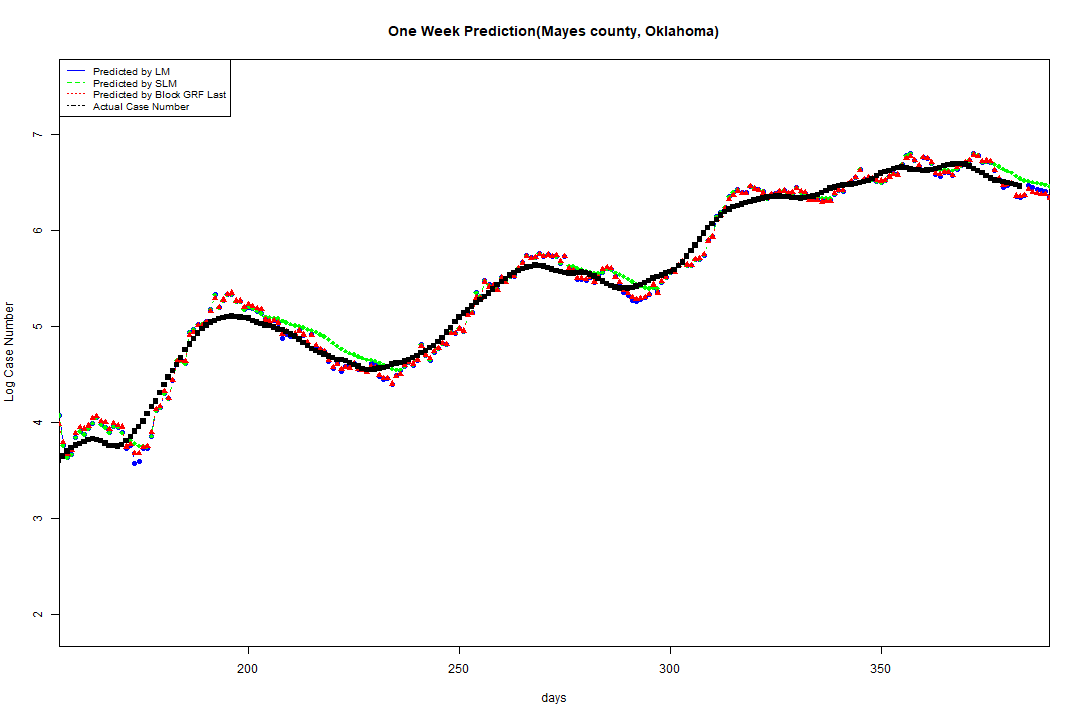 One Week Prediction(Mayes county, Oklahoma)
Predicted by LM
Predicted by SLM
Predicted by Block GRF Last
Actual Case Number
7
6
5
4
3
2
Log Case Number
200
250
300
350
days